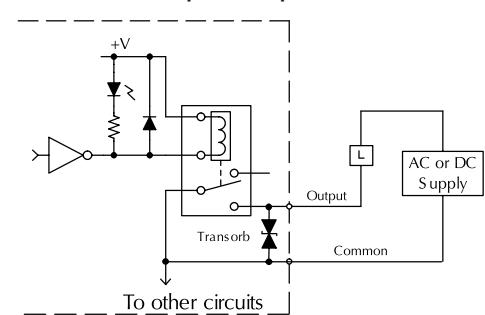 +V
L
AC or DC
Supply
Output
Transorb
Common
To other circuits